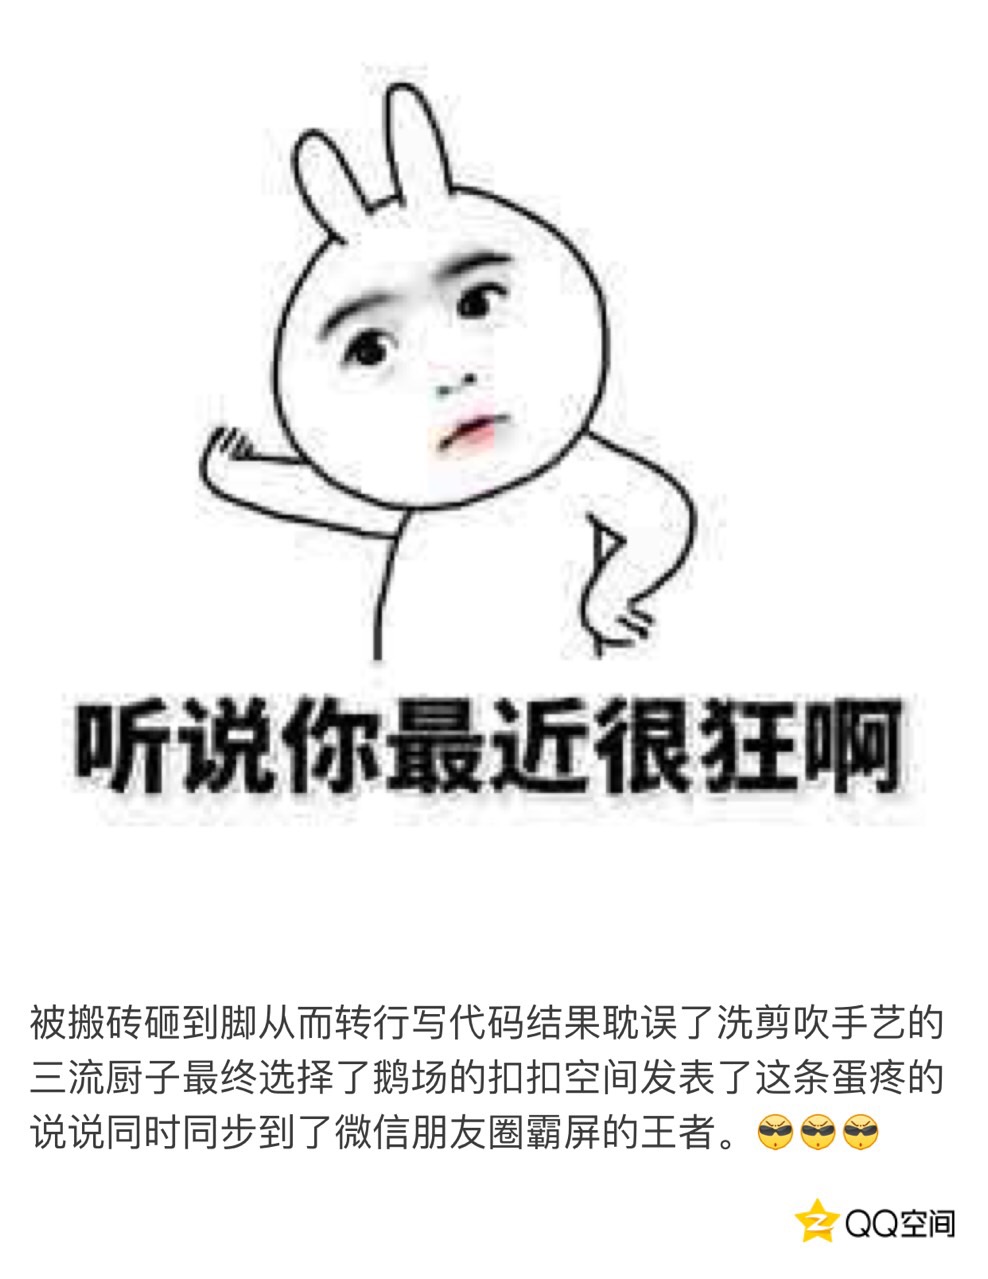 听说你最近很狂啊
被搬砖砸到脚从而转行写代码结果耽误了洗剪吹手艺的
三流厨子最终选择了鹅场的扣扣空间发表了这条蛋疼的
说说同时同步到了微信朋友圈霸屏的王者。😎😎😎
QQ空间